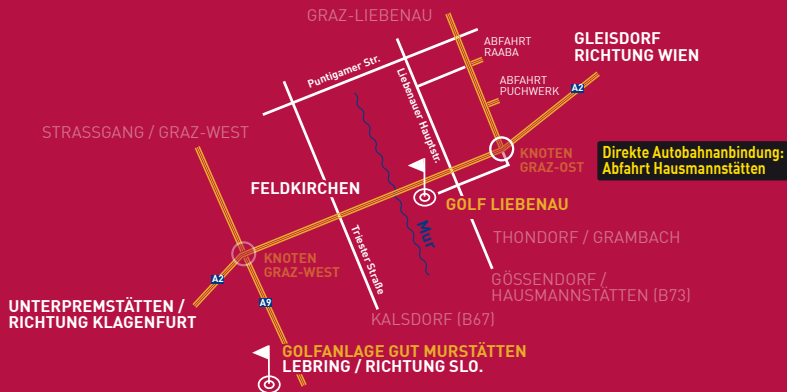 GRAZ-LIEBENAU
GLEISDORF
RICHTUNG WIEN
ABFAHRT
RAABA
ABFAHRT
PUCHWERK
A2
Puntigamer Str.
Liebenauer Hauptstr.
STRASSGANG / GRAZ-WEST
KNOTEN
GRAZ-OST
Direkte Autobahnanbindung:
Abfahrt Hausmannstätten
FELDKIRCHEN
GOLF LIEBENAU
Mur
Triester Straße
THONDORF / GRAMBACH
KNOTEN
GRAZ-WEST
A2
A9
GÖSSENDORF /
HAUSMANNSTÄTTEN (B73)
UNTERPREMSTÄTTEN /
RICHTUNG KLAGENFURT
KALSDORF (B67)
GOLFANLAGE GUT MURSTÄTTEN
LEBRING / RICHTUNG SLO.